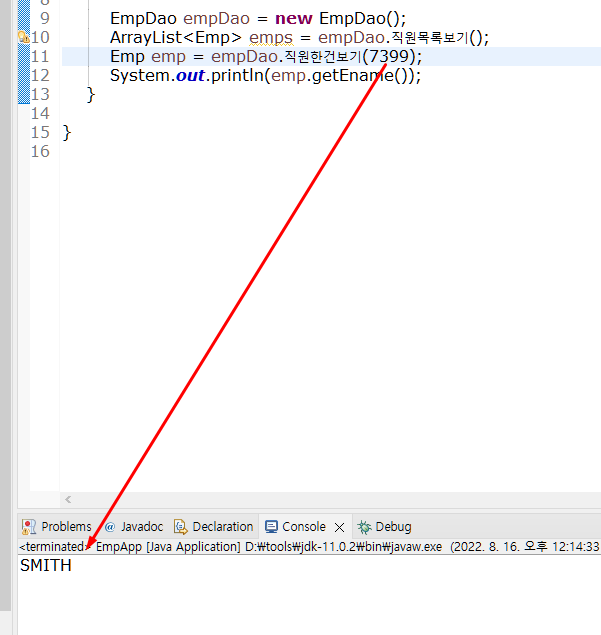 9 EmpDao empDao = new EmpDao();
10 ArrayList<Emp> emps = empDao.직원목록보기();
11 Emp emp = empDao.직원한건보기(7399);
12 System.out.println(emp.getEname());
13 }
14
15 }
16
Problems @ Javadoc Declaration Console Debug
<terminated> EmpApp [Java Application] D:₩tools₩jdk-11.0.2₩bin₩javaw.exe (2022. 8. 16. 오후 12:14:33
SMITH